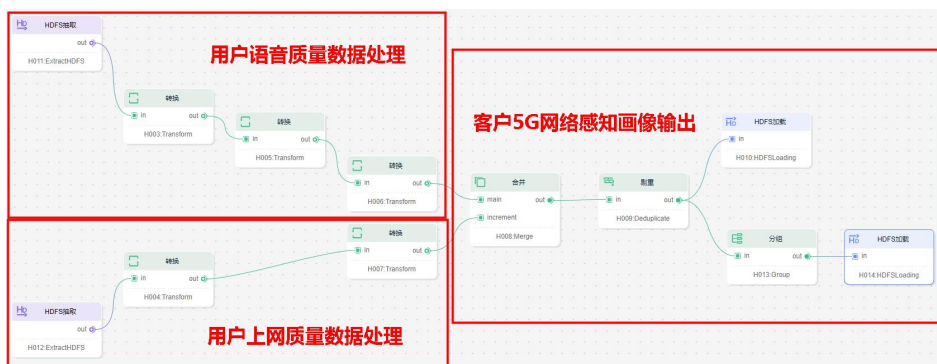 HDFS抽取
out
H011:ExtractHDFS
用户语音质量数据处理
转换
in
out
H003:Transform
转换
in
out
H005:Transform
转换
in
out
H006:Transform
客户5G网络感知画像输出
HDFS加载
in
H010:HDFSLoading
合并
main
out
increment
H008:Merge
剔重
in
out
H009:Deduplicate
分组
in
out
H013:Group
HDFS加载
in
H014:HDFSLoading
转换
in
out
H007:Transform
转换
in
out
H004:Transform
HDFS抽取
out
H012:ExtractHDFS
用户上网质量数据处理